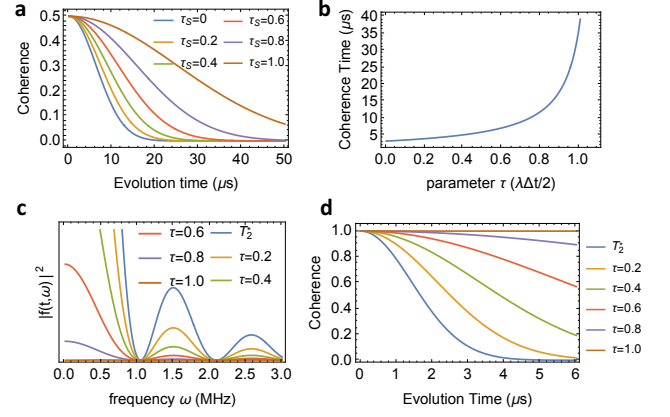 a
τS=0 τS=0.6
τS=0.2 τS=0.8
τS=0.4 τS=1.0
Coherence
0.5
0.4
0.3
0.2
0.1
0.0
0 10 20 30 40 50
Evolution time (μs)
b
Coherence Time (μs)
40
35
30
25
20
15
10
5
0.0 0.2 0.4 0.6 0.8 1.0
parameter τ (λΔt/2)
c
τ=0.6 T2*
τ=0.8 τ=0.2
τ=1.0 τ=0.4
|f(t,ω)|²
0.0 0.5 1.0 1.5 2.0 2.5 3.0
frequency ω (MHz)
d
Coherence
1.0
0.8
0.6
0.4
0.2
0.0
0 1 2 3 4 5 6
Evolution Time (μs)
T2*
τ=0.2
τ=0.4
τ=0.6
τ=0.8
τ=1.0